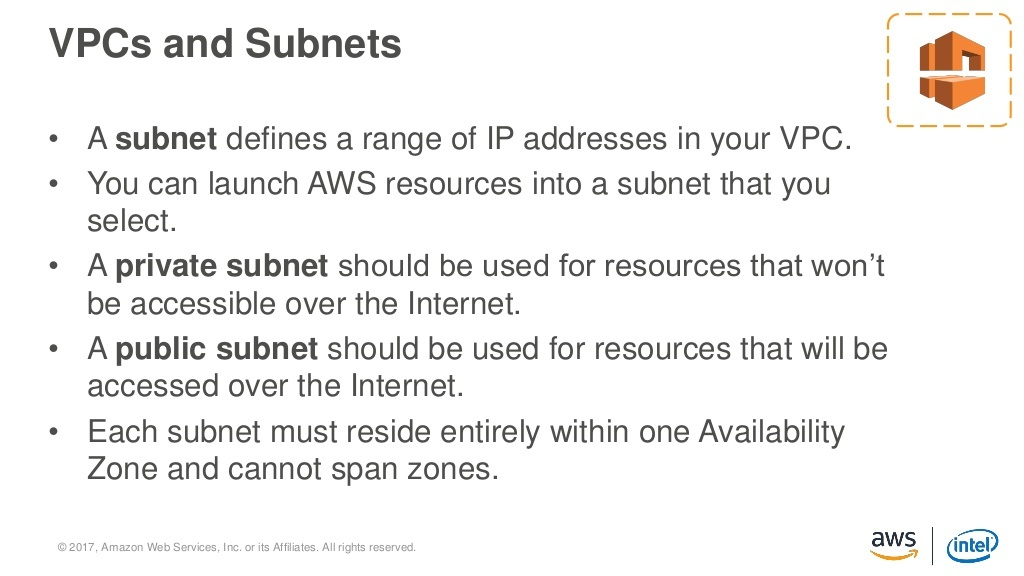 VPCs and Subnets
• A subnet defines a range of IP addresses in your VPC.
• You can launch AWS resources into a subnet that you
select.
• A private subnet should be used for resources that won’t
be accessible over the Internet.
• A public subnet should be used for resources that will be
accessed over the Internet.
• Each subnet must reside entirely within one Availability
Zone and cannot span zones.
© 2017, Amazon Web Services, Inc. or its Affiliates. All rights reserved.
aws
intel